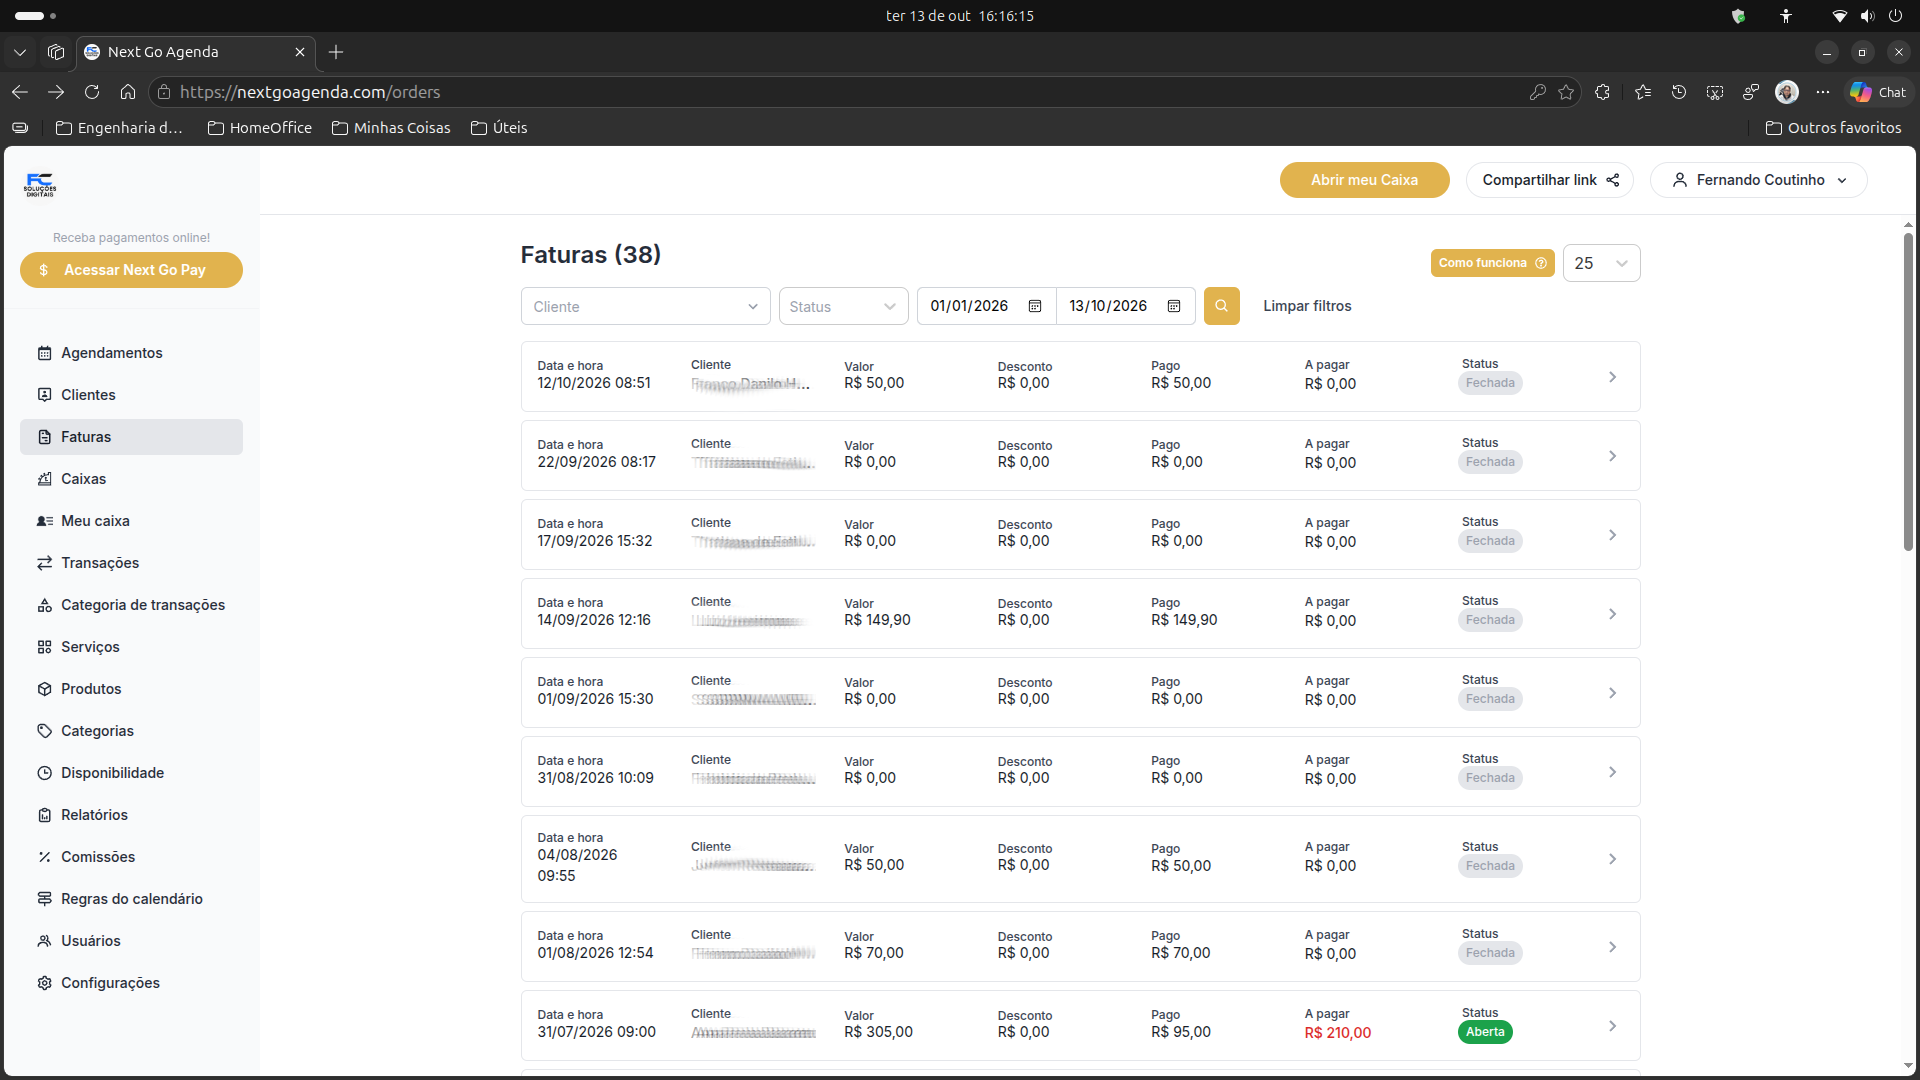 ter 13 de out 16:16:15
Next Go Agenda
https://nextgoagenda.com/orders
Chat
Engenharia d...
HomeOffice
Minhas Coisas
Úteis
Outros favoritos
FC
SOLUÇÕES
DIGITAIS
Abrir meu Caixa
Compartilhar link
Fernando Coutinho
Receba pagamentos online!
$ Acessar Next Go Pay
Agendamentos
Clientes
Faturas
Caixas
Meu caixa
Transações
Categoria de transações
Serviços
Produtos
Categorias
Disponibilidade
Relatórios
Comissões
Regras do calendário
Usuários
Configurações
Faturas (38)
Como funciona
25
Cliente
Status
01/01/2026
13/10/2026
Limpar filtros
Data e hora Cliente Valor Desconto Pago A pagar Status
12/10/2026 08:51 R$ 50,00 R$ 0,00 R$ 50,00 R$ 0,00 Fechada
Data e hora Cliente Valor Desconto Pago A pagar Status
22/09/2026 08:17 R$ 0,00 R$ 0,00 R$ 0,00 R$ 0,00 Fechada
Data e hora Cliente Valor Desconto Pago A pagar Status
17/09/2026 15:32 R$ 0,00 R$ 0,00 R$ 0,00 R$ 0,00 Fechada
Data e hora Cliente Valor Desconto Pago A pagar Status
14/09/2026 12:16 R$ 149,90 R$ 0,00 R$ 149,90 R$ 0,00 Fechada
Data e hora Cliente Valor Desconto Pago A pagar Status
01/09/2026 15:30 R$ 0,00 R$ 0,00 R$ 0,00 R$ 0,00 Fechada
Data e hora Cliente Valor Desconto Pago A pagar Status
31/08/2026 10:09 R$ 0,00 R$ 0,00 R$ 0,00 R$ 0,00 Fechada
Data e hora Cliente Valor Desconto Pago A pagar Status
04/08/2026 R$ 50,00 R$ 0,00 R$ 50,00 R$ 0,00 Fechada
09:55
Data e hora Cliente Valor Desconto Pago A pagar Status
01/08/2026 12:54 R$ 70,00 R$ 0,00 R$ 70,00 R$ 0,00 Fechada
Data e hora Cliente Valor Desconto Pago A pagar Status
31/07/2026 09:00 R$ 305,00 R$ 0,00 R$ 95,00 R$ 210,00 Aberta